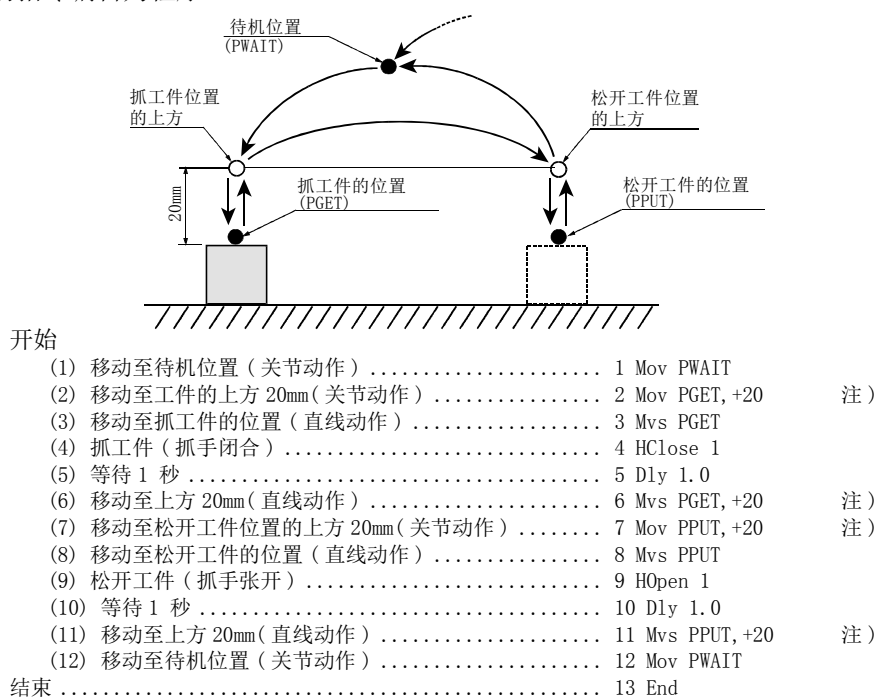 待机位置
(PWAIT)
抓工件位置
的上方
松开工件位置
的上方
抓工件的位置
(PGET)
松开工件的位置
(PPUT)
20mm
开始
(1) 移动至待机位置 ( 关节动作 ) ...................... 1 Mov PWAIT
(2) 移动至工件的上方 20mm( 关节动作 ) ................ 2 Mov PGET,+20 注 )
(3) 移动至抓工件的位置 ( 直线动作 ) .................. 3 Mvs PGET
(4) 抓工件 ( 抓手闭合 ) .............................. 4 HClose 1
(5) 等待 1 秒 ....................................... 5 Dly 1.0
(6) 移动至上方 20mm( 直线动作 ) ...................... 6 Mvs PGET,+20 注 )
(7) 移动至松开工件位置的上方 20mm( 关节动作 ) ........ 7 Mov PPUT,+20 注 )
(8) 移动至松开工件的位置 ( 直线动作 ) ................ 8 Mvs PPUT
(9) 松开工件 ( 抓手张开 ) ............................ 9 HOpen 1
(10) 等待 1 秒 ...................................... 10 Dly 1.0
(11) 移动至上方 20mm( 直线动作 ) ..................... 11 Mvs PPUT,+20 注 )
(12) 移动至待机位置 ( 关节动作 ) ..................... 12 Mov PWAIT
结束 ................................................... 13 End